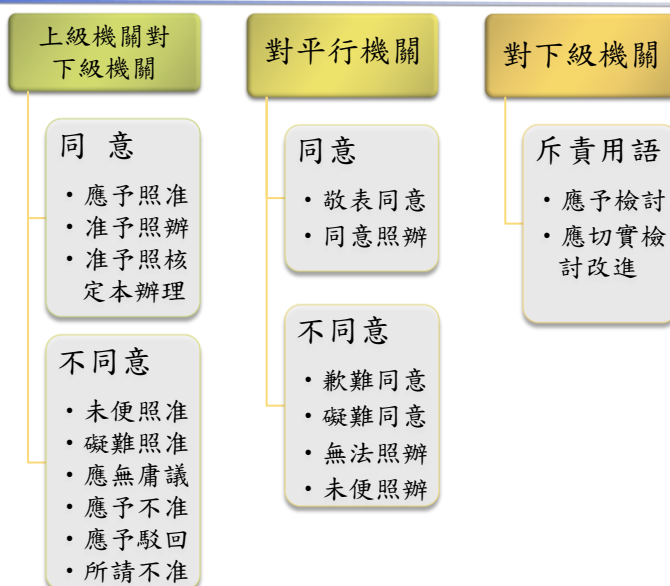 上級機關對
下級機關
同 意
・應予照准
・准予照辦
・准予照核
定本辦理
不同意
・未便照准
・礙難照准
・應無庸議
・應予不准
・應予駁回
・所請不准
對平行機關
同意
・敬表同意
・同意照辦
不同意
・歉難同意
・礙難同意
・無法照辦
・未便照辦
對下級機關
斥責用語
・應予檢討
・應切實檢
討改進